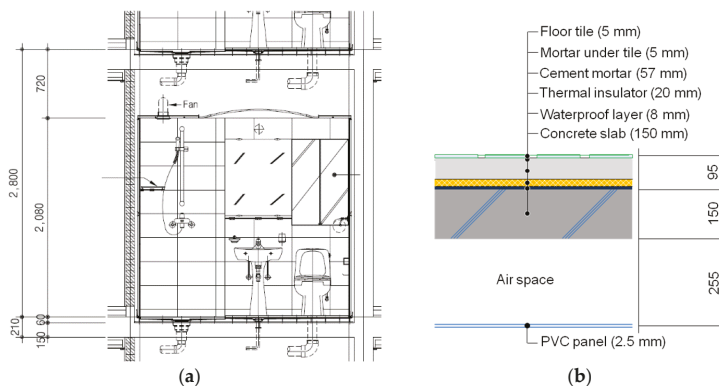 Fan
720
2,800
2,080
60
210
150
(a)
Floor tile (5 mm)
Mortar under tile (5 mm)
Cement mortar (57 mm)
Thermal insulator (20 mm)
Waterproof layer (8 mm)
Concrete slab (150 mm)
95
150
255
Air space
PVC panel (2.5 mm)
(b)